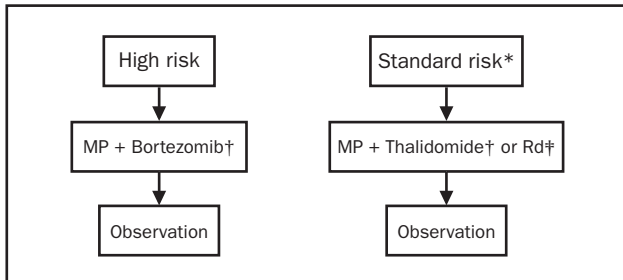 High risk
Standard risk*
MP + Bortezomib†
MP + Thalidomide† or Rd‡
Observation
Observation